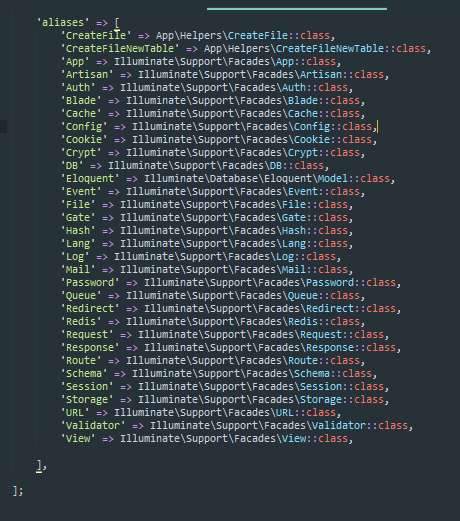 'aliases' => [
'CreateFile' => App\Helpers\CreateFile::class,
'CreateFileNewTable' => App\Helpers\CreateFileNewTable::class,
'App' => Illuminate\Support\Facades\App::class,
'Artisan' => Illuminate\Support\Facades\Artisan::class,
'Auth' => Illuminate\Support\Facades\Auth::class,
'Blade' => Illuminate\Support\Facades\Blade::class,
'Cache' => Illuminate\Support\Facades\Cache::class,
'Config' => Illuminate\Support\Facades\Config::class,
'Cookie' => Illuminate\Support\Facades\Cookie::class,
'Crypt' => Illuminate\Support\Facades\Crypt::class,
'DB' => Illuminate\Support\Facades\DB::class,
'Eloquent' => Illuminate\Database\Eloquent\Model::class,
'Event' => Illuminate\Support\Facades\Event::class,
'File' => Illuminate\Support\Facades\File::class,
'Gate' => Illuminate\Support\Facades\Gate::class,
'Hash' => Illuminate\Support\Facades\Hash::class,
'Lang' => Illuminate\Support\Facades\Lang::class,
'Log' => Illuminate\Support\Facades\Log::class,
'Mail' => Illuminate\Support\Facades\Mail::class,
'Password' => Illuminate\Support\Facades\Password::class,
'Queue' => Illuminate\Support\Facades\Queue::class,
'Redirect' => Illuminate\Support\Facades\Redirect::class,
'Redis' => Illuminate\Support\Facades\Redis::class,
'Request' => Illuminate\Support\Facades\Request::class,
'Response' => Illuminate\Support\Facades\Response::class,
'Route' => Illuminate\Support\Facades\Route::class,
'Schema' => Illuminate\Support\Facades\Schema::class,
'Session' => Illuminate\Support\Facades\Session::class,
'Storage' => Illuminate\Support\Facades\Storage::class,
'URL' => Illuminate\Support\Facades\URL::class,
'Validator' => Illuminate\Support\Facades\Validator::class,
'View' => Illuminate\Support\Facades\View::class,
],
];